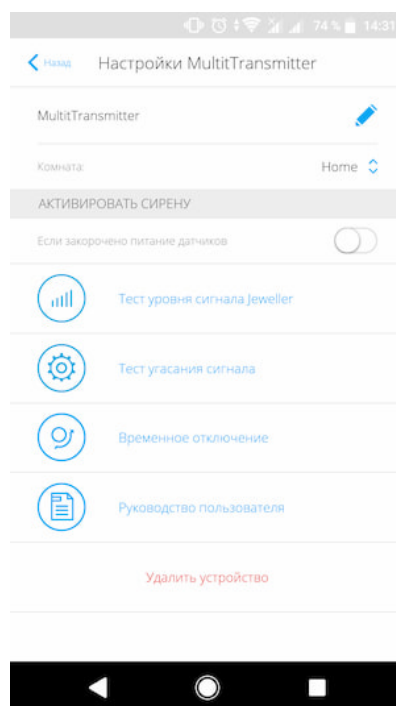 74 % 14:31
Назад Настройки MultitTransmitter
MultitTransmitter
Комната: Home
АКТИВИРОВАТЬ СИРЕНУ
Если закорочено питание датчиков
Тест уровня сигнала Jeweller
Тест угасания сигнала
Временное отключение
Руководство пользователя
Удалить устройство